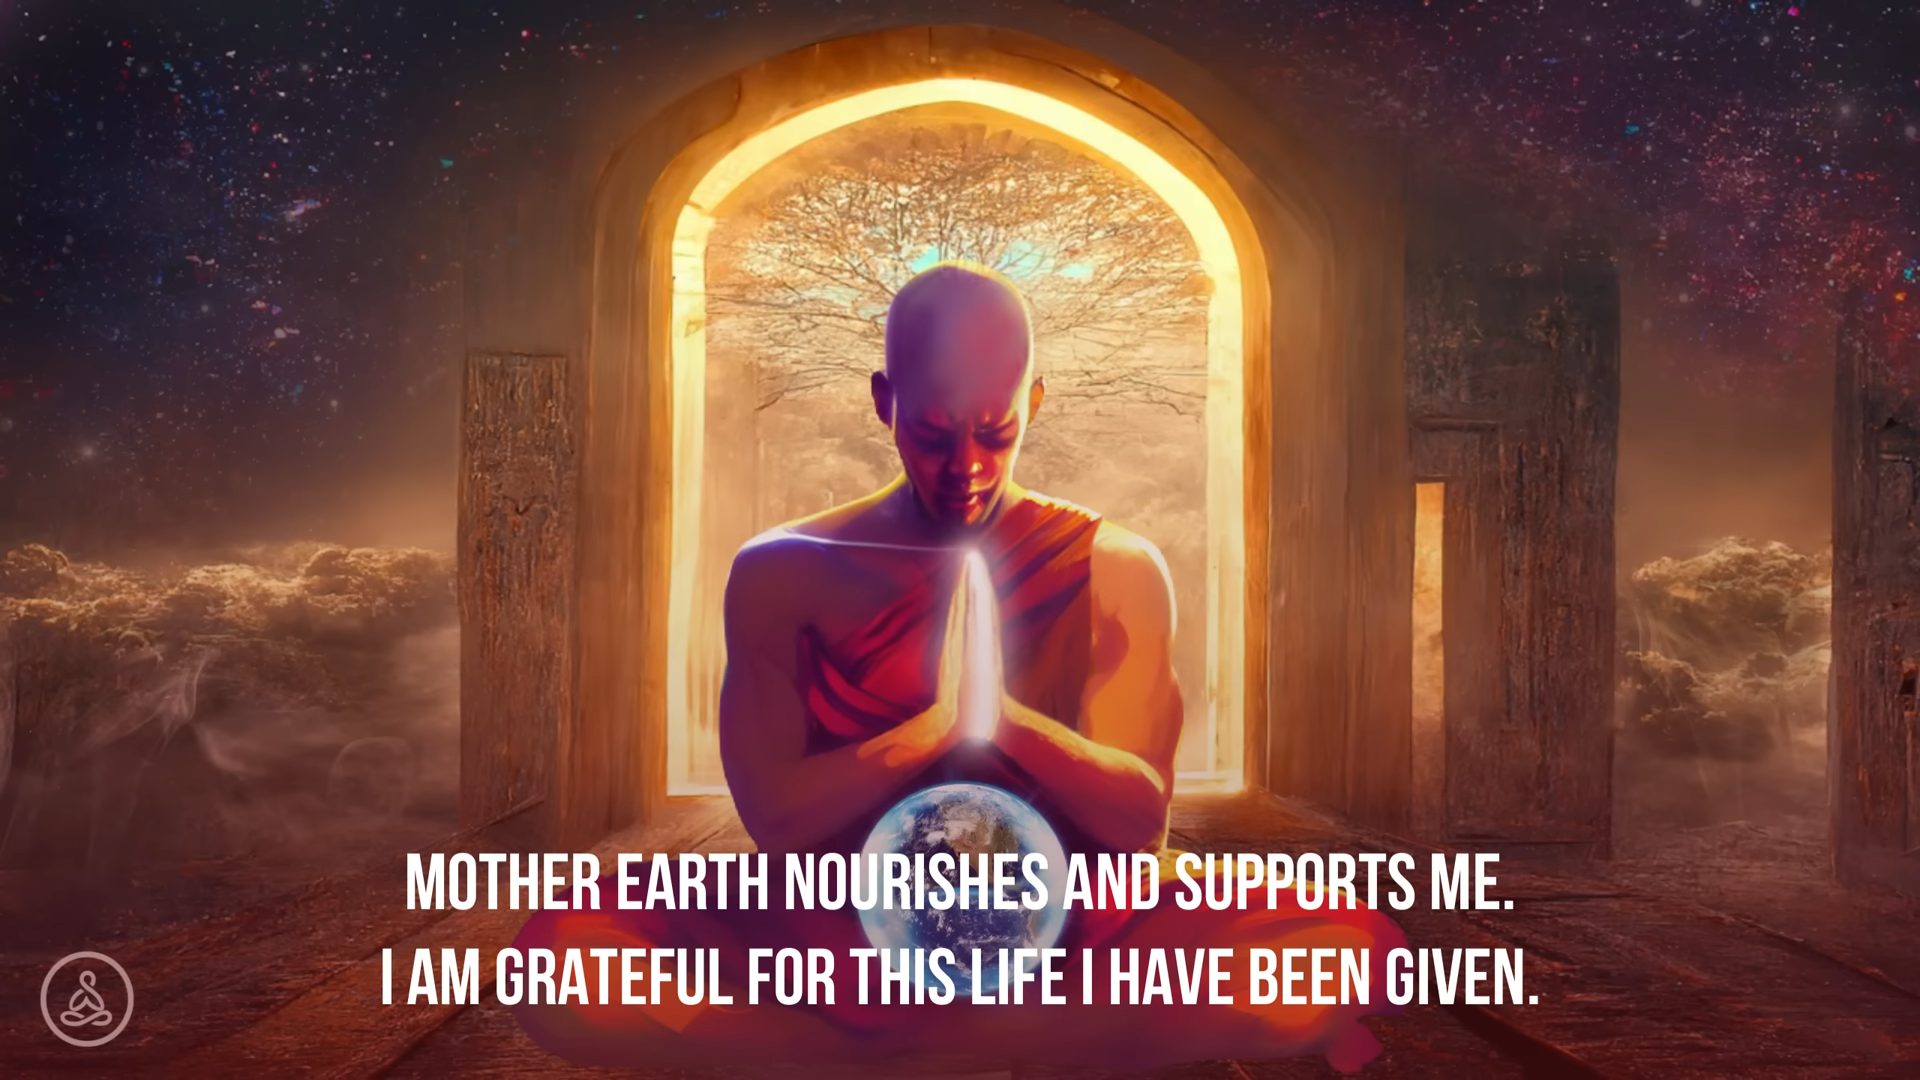 MOTHER EARTH NOURISHES AND SUPPORTS ME.
I AM GRATEFUL FOR THIS LIFE I HAVE BEEN GIVEN.